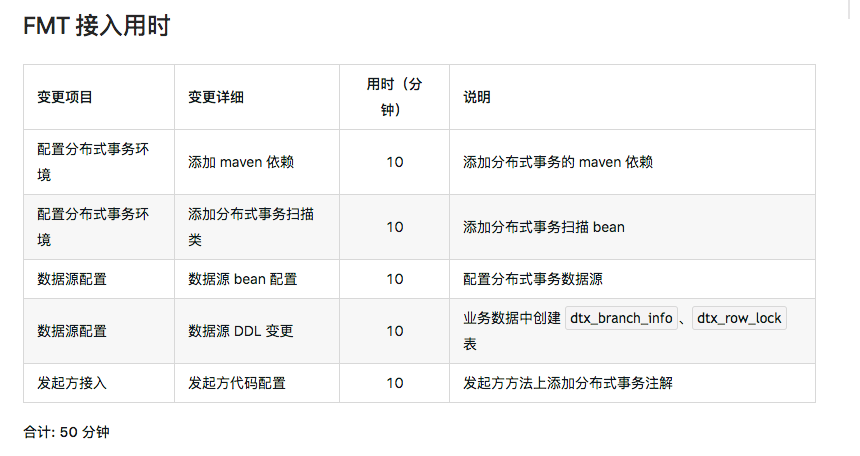 FMT 接入用时
变更项目 变更详细 用时（分
钟） 说明
配置分布式事务环
境 添加 maven 依赖 10 添加分布式事务的 maven 依赖
配置分布式事务环
境 添加分布式事务扫描
类 10 添加分布式事务扫描 bean
数据源配置 数据源 bean 配置 10 配置分布式事务数据源
数据源配置 数据源 DDL 变更 10 业务数据中创建 dtx_branch_info 、 dtx_row_lock
表
发起方接入 发起方代码配置 10 发起方方法上添加分布式事务注解
合计: 50 分钟